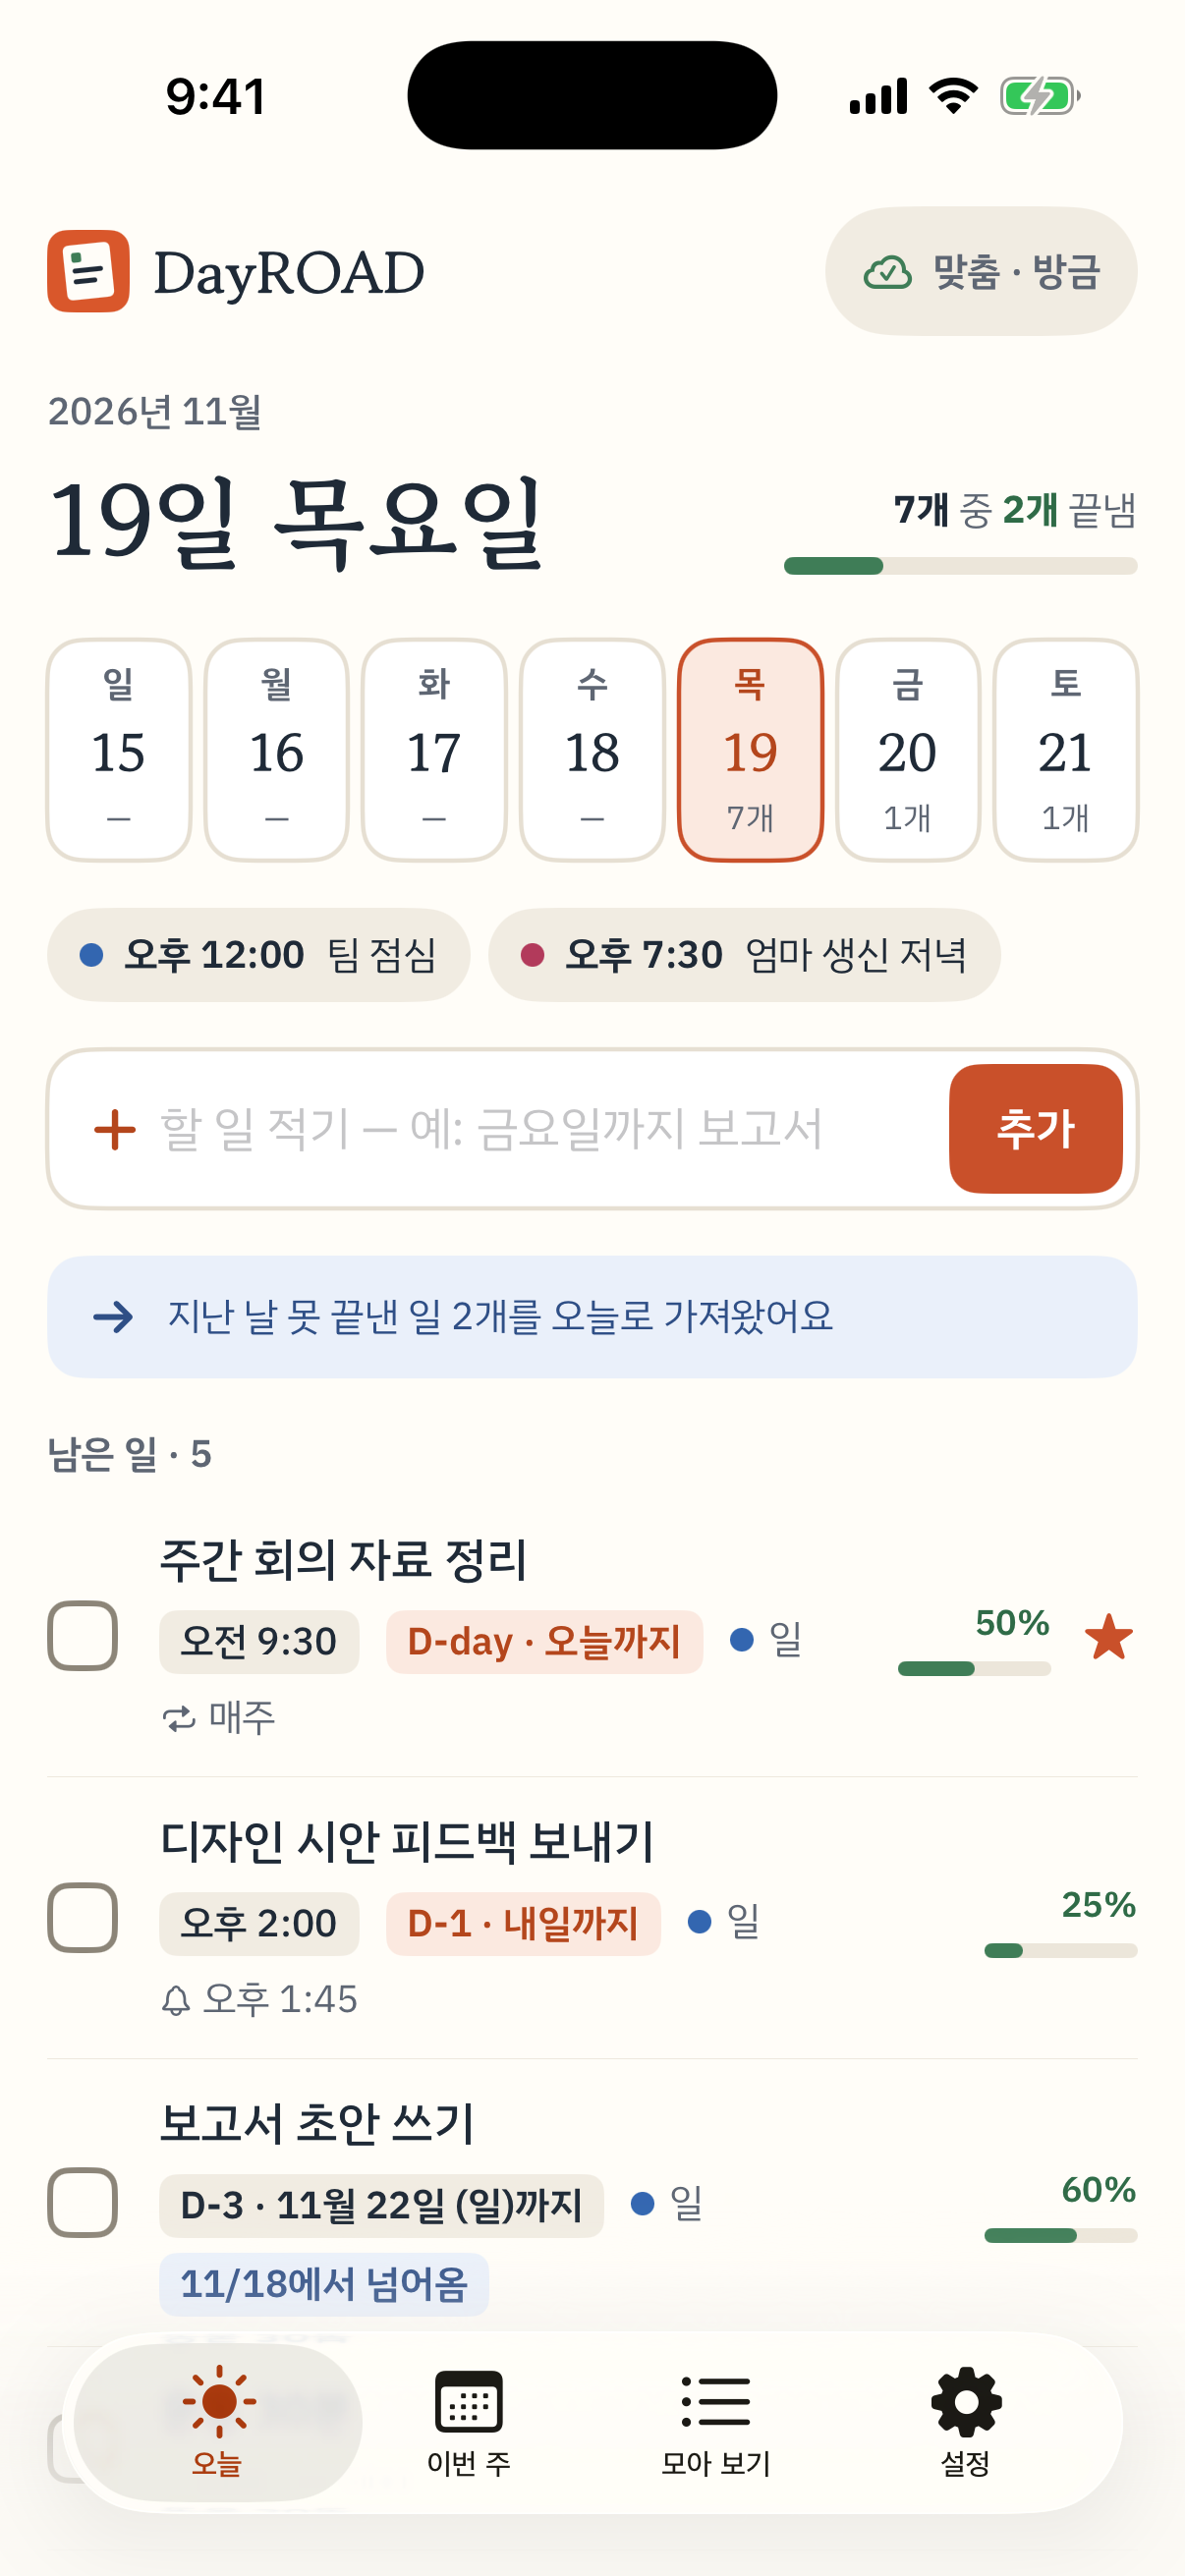 9:41
DayROAD
맞춤 · 방금
2026년 11월
19일 목요일
7개 중 2개 끝냄
일 월 화 수 목 금 토
15 16 17 18 19 20 21
– – – – 7개 1개 1개
오후 12:00 팀 점심 오후 7:30 엄마 생신 저녁
할 일 적기 – 예: 금요일까지 보고서 추가
지난 날 못 끝낸 일 2개를 오늘로 가져왔어요
남은 일 · 5
주간 회의 자료 정리
오전 9:30 D-day · 오늘까지 일 50%
매주
디자인 시안 피드백 보내기
오후 2:00 D-1 · 내일까지 일 25%
오후 1:45
보고서 초안 쓰기
D-3 · 11월 22일 (일)까지 일 60%
11/18에서 넘어옴
오늘 이번 주 모아 보기 설정